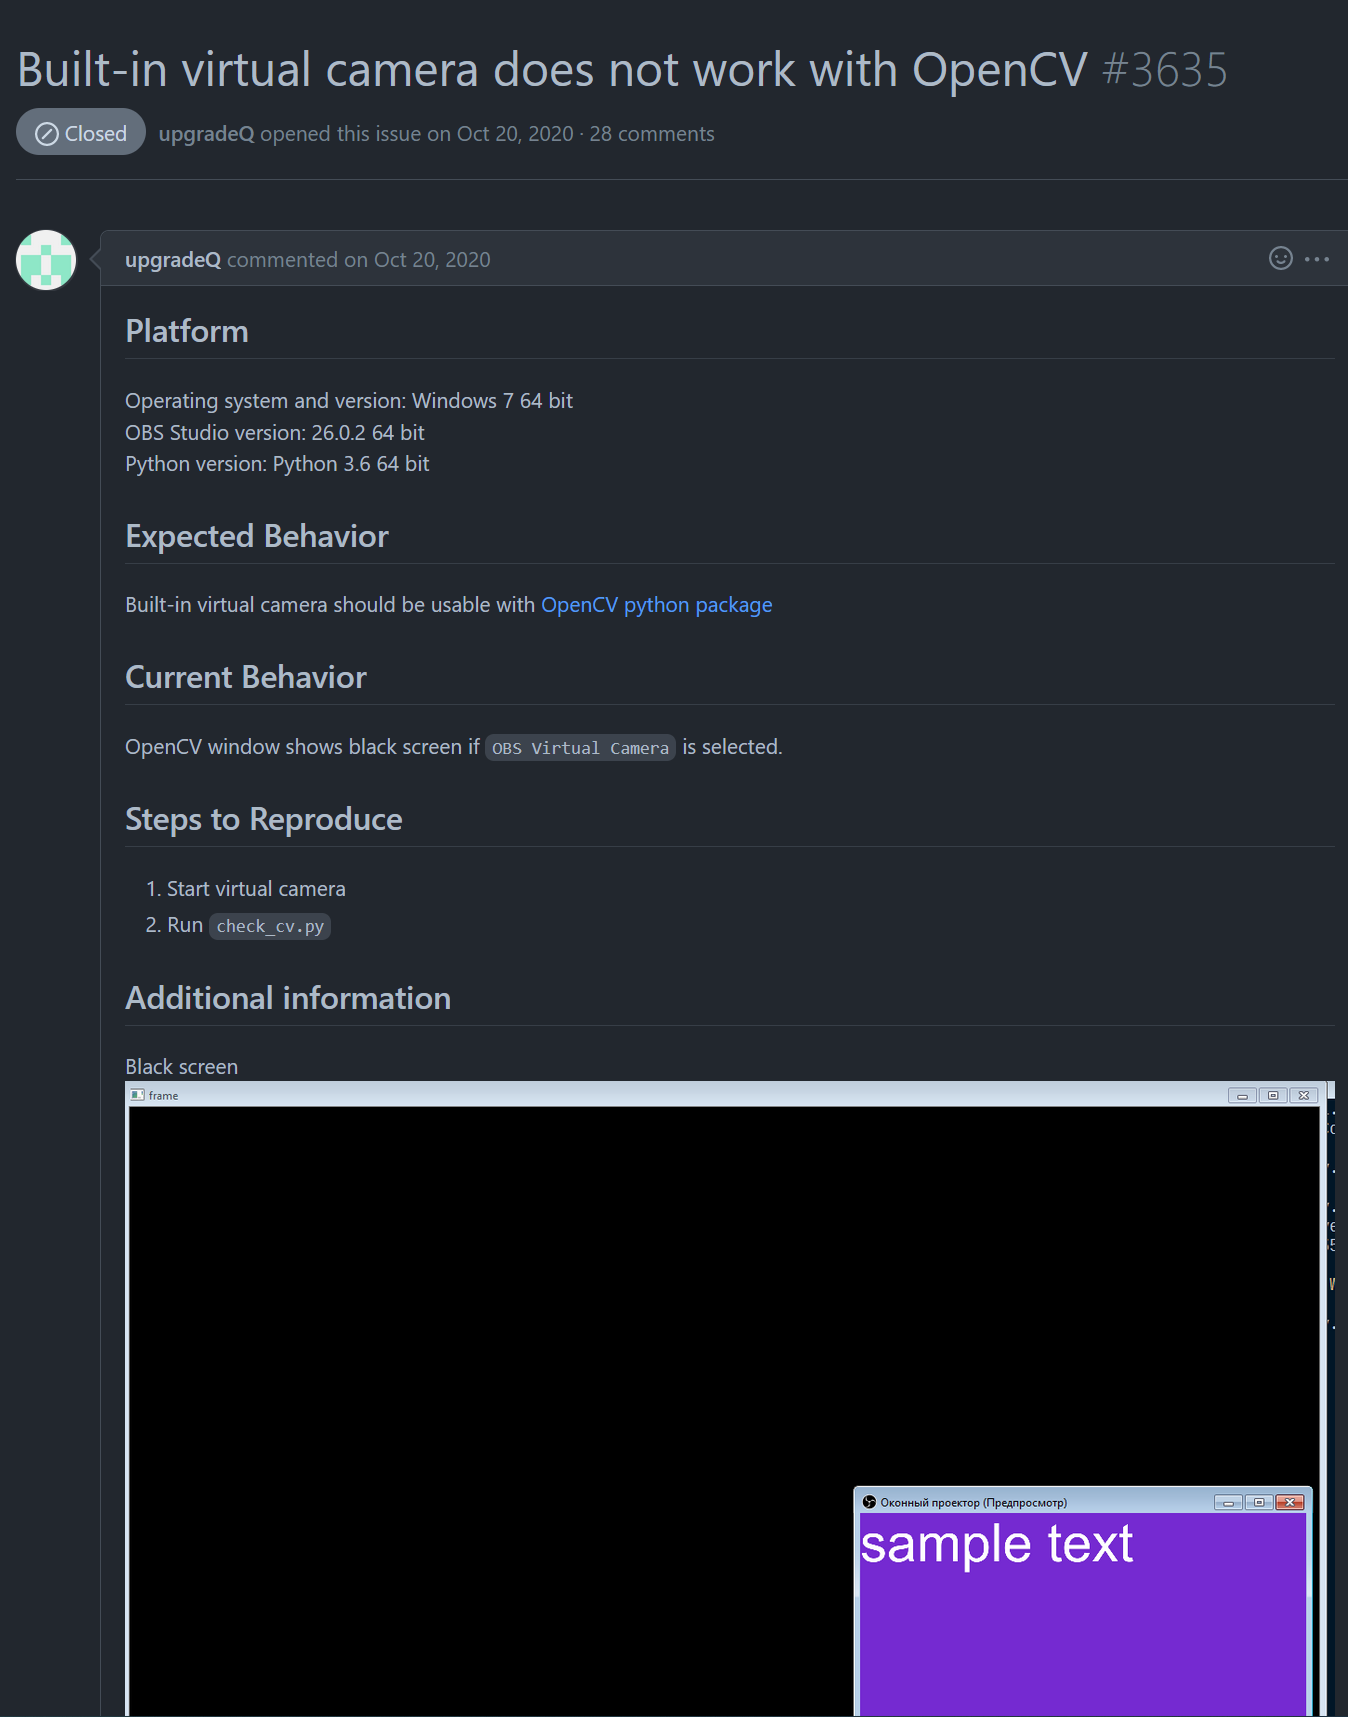 Built-in virtual camera does not work with OpenCV #3635
Closed upgradeQ opened this issue on Oct 20, 2020 · 28 comments
upgradeQ commented on Oct 20, 2020
Platform
Operating system and version: Windows 7 64 bit
OBS Studio version: 26.0.2 64 bit
Python version: Python 3.6 64 bit
Expected Behavior
Built-in virtual camera should be usable with OpenCV python package
Current Behavior
OpenCV window shows black screen if OBS Virtual Camera is selected.
Steps to Reproduce
1. Start virtual camera
2. Run check_cv.py
Additional information
Black screen
frame
Оконный проектор (Предпросмотр)
sample text